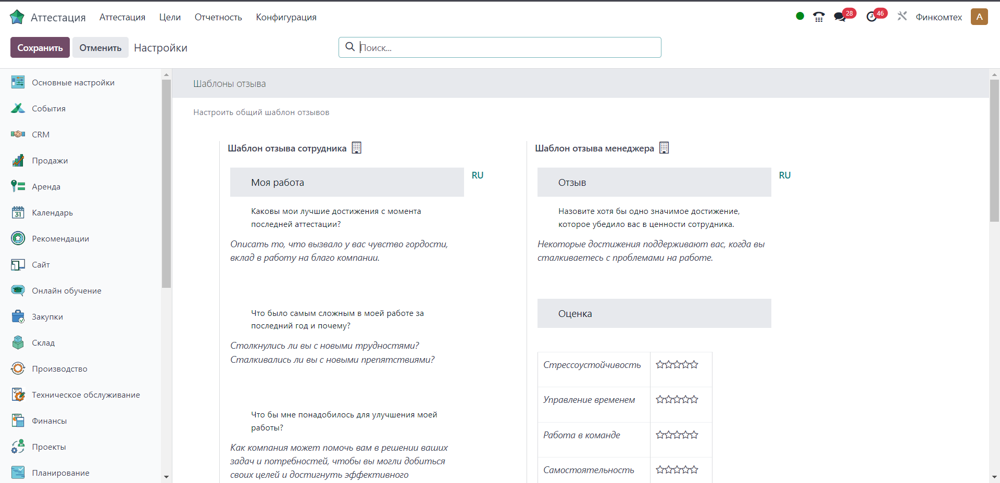 Аттестация
Аттестация
Цели
Отчетность
Конфигурация
28
46
Финкомтех
A
Сохранить
Отменить
Настройки
Поиск...
Основные настройки
События
CRM
Продажи
Аренда
31
Календарь
Рекомендации
Сайт
Онлайн обучение
Закупки
Склад
Производство
Техническое обслуживание
Финансы
Проекты
Планирование
Шаблоны отзыва
Настроить общий шаблон отзывов
Шаблон отзыва сотрудника
Моя работа
RU
Каковы мои лучшие достижения с момента
последней аттестации?
Описать то, что вызвало у вас чувство гордости,
вклад в работу на благо компании.
Что было самым сложным в моей работе за
последний год и почему?
Столкнулись ли вы с новыми трудностями?
Сталкивались ли вы с новыми препятствиями?
Что бы мне понадобилось для улучшения моей
работы?
Как компания может помочь вам в решении ваших
задач и потребностей, чтобы вы могли добиться
своих целей и достигнуть эффективного
Шаблон отзыва менеджера
Отзыв
RU
Назовите хотя бы одно значимое достижение,
которое убедило вас в ценности сотрудника.
Некоторые достижения поддерживают вас, когда вы
сталкиваетесь с проблемами на работе.
Оценка
Стрессоустойчивость
Управление временем
Работа в команде
Самостоятельность